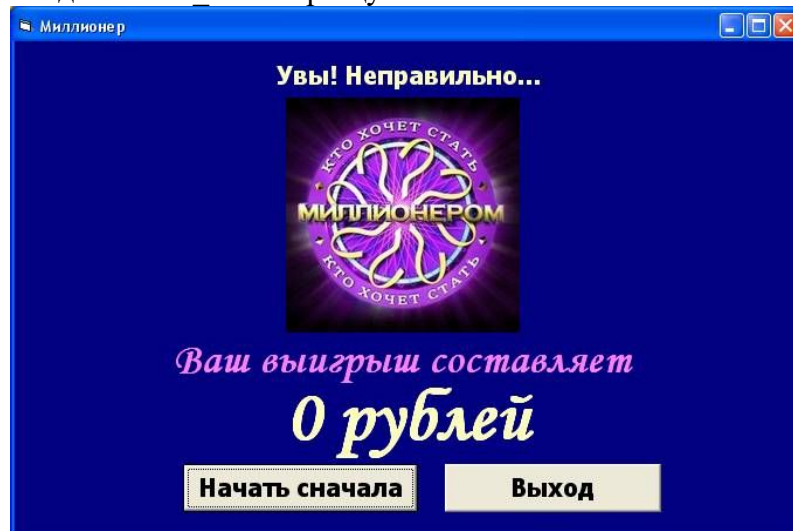 Миллионер
Увы! Неправильно...
КТО ХОЧЕТ СТАТЬ
МИЛЛИОНЕРОМ
КТО ХОЧЕТ СТАТЬ
Ваш выигрыш составляет
0 рублей
Начать сначала
Выход